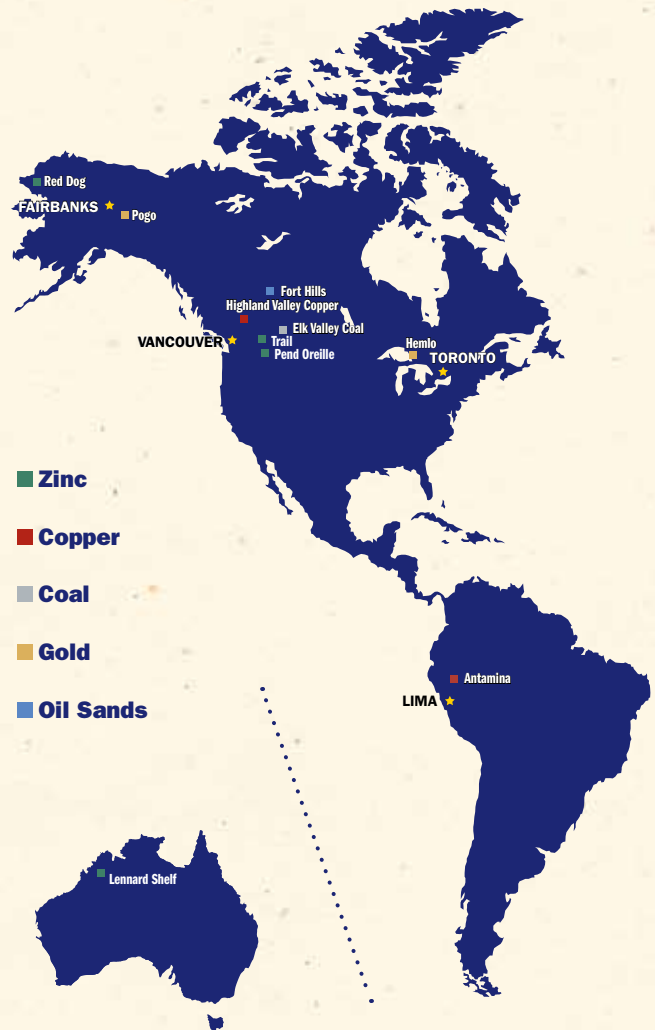 Red Dog
FAIRBANKS
Pogo
Fort Hills
Highland Valley Copper
Elk Valley Coal
VANCOUVER
Trail
Pend Oreille
Hemlo
TORONTO
Zinc
Copper
Coal
Gold
Oil Sands
Antamina
LIMA
Lennard Shelf